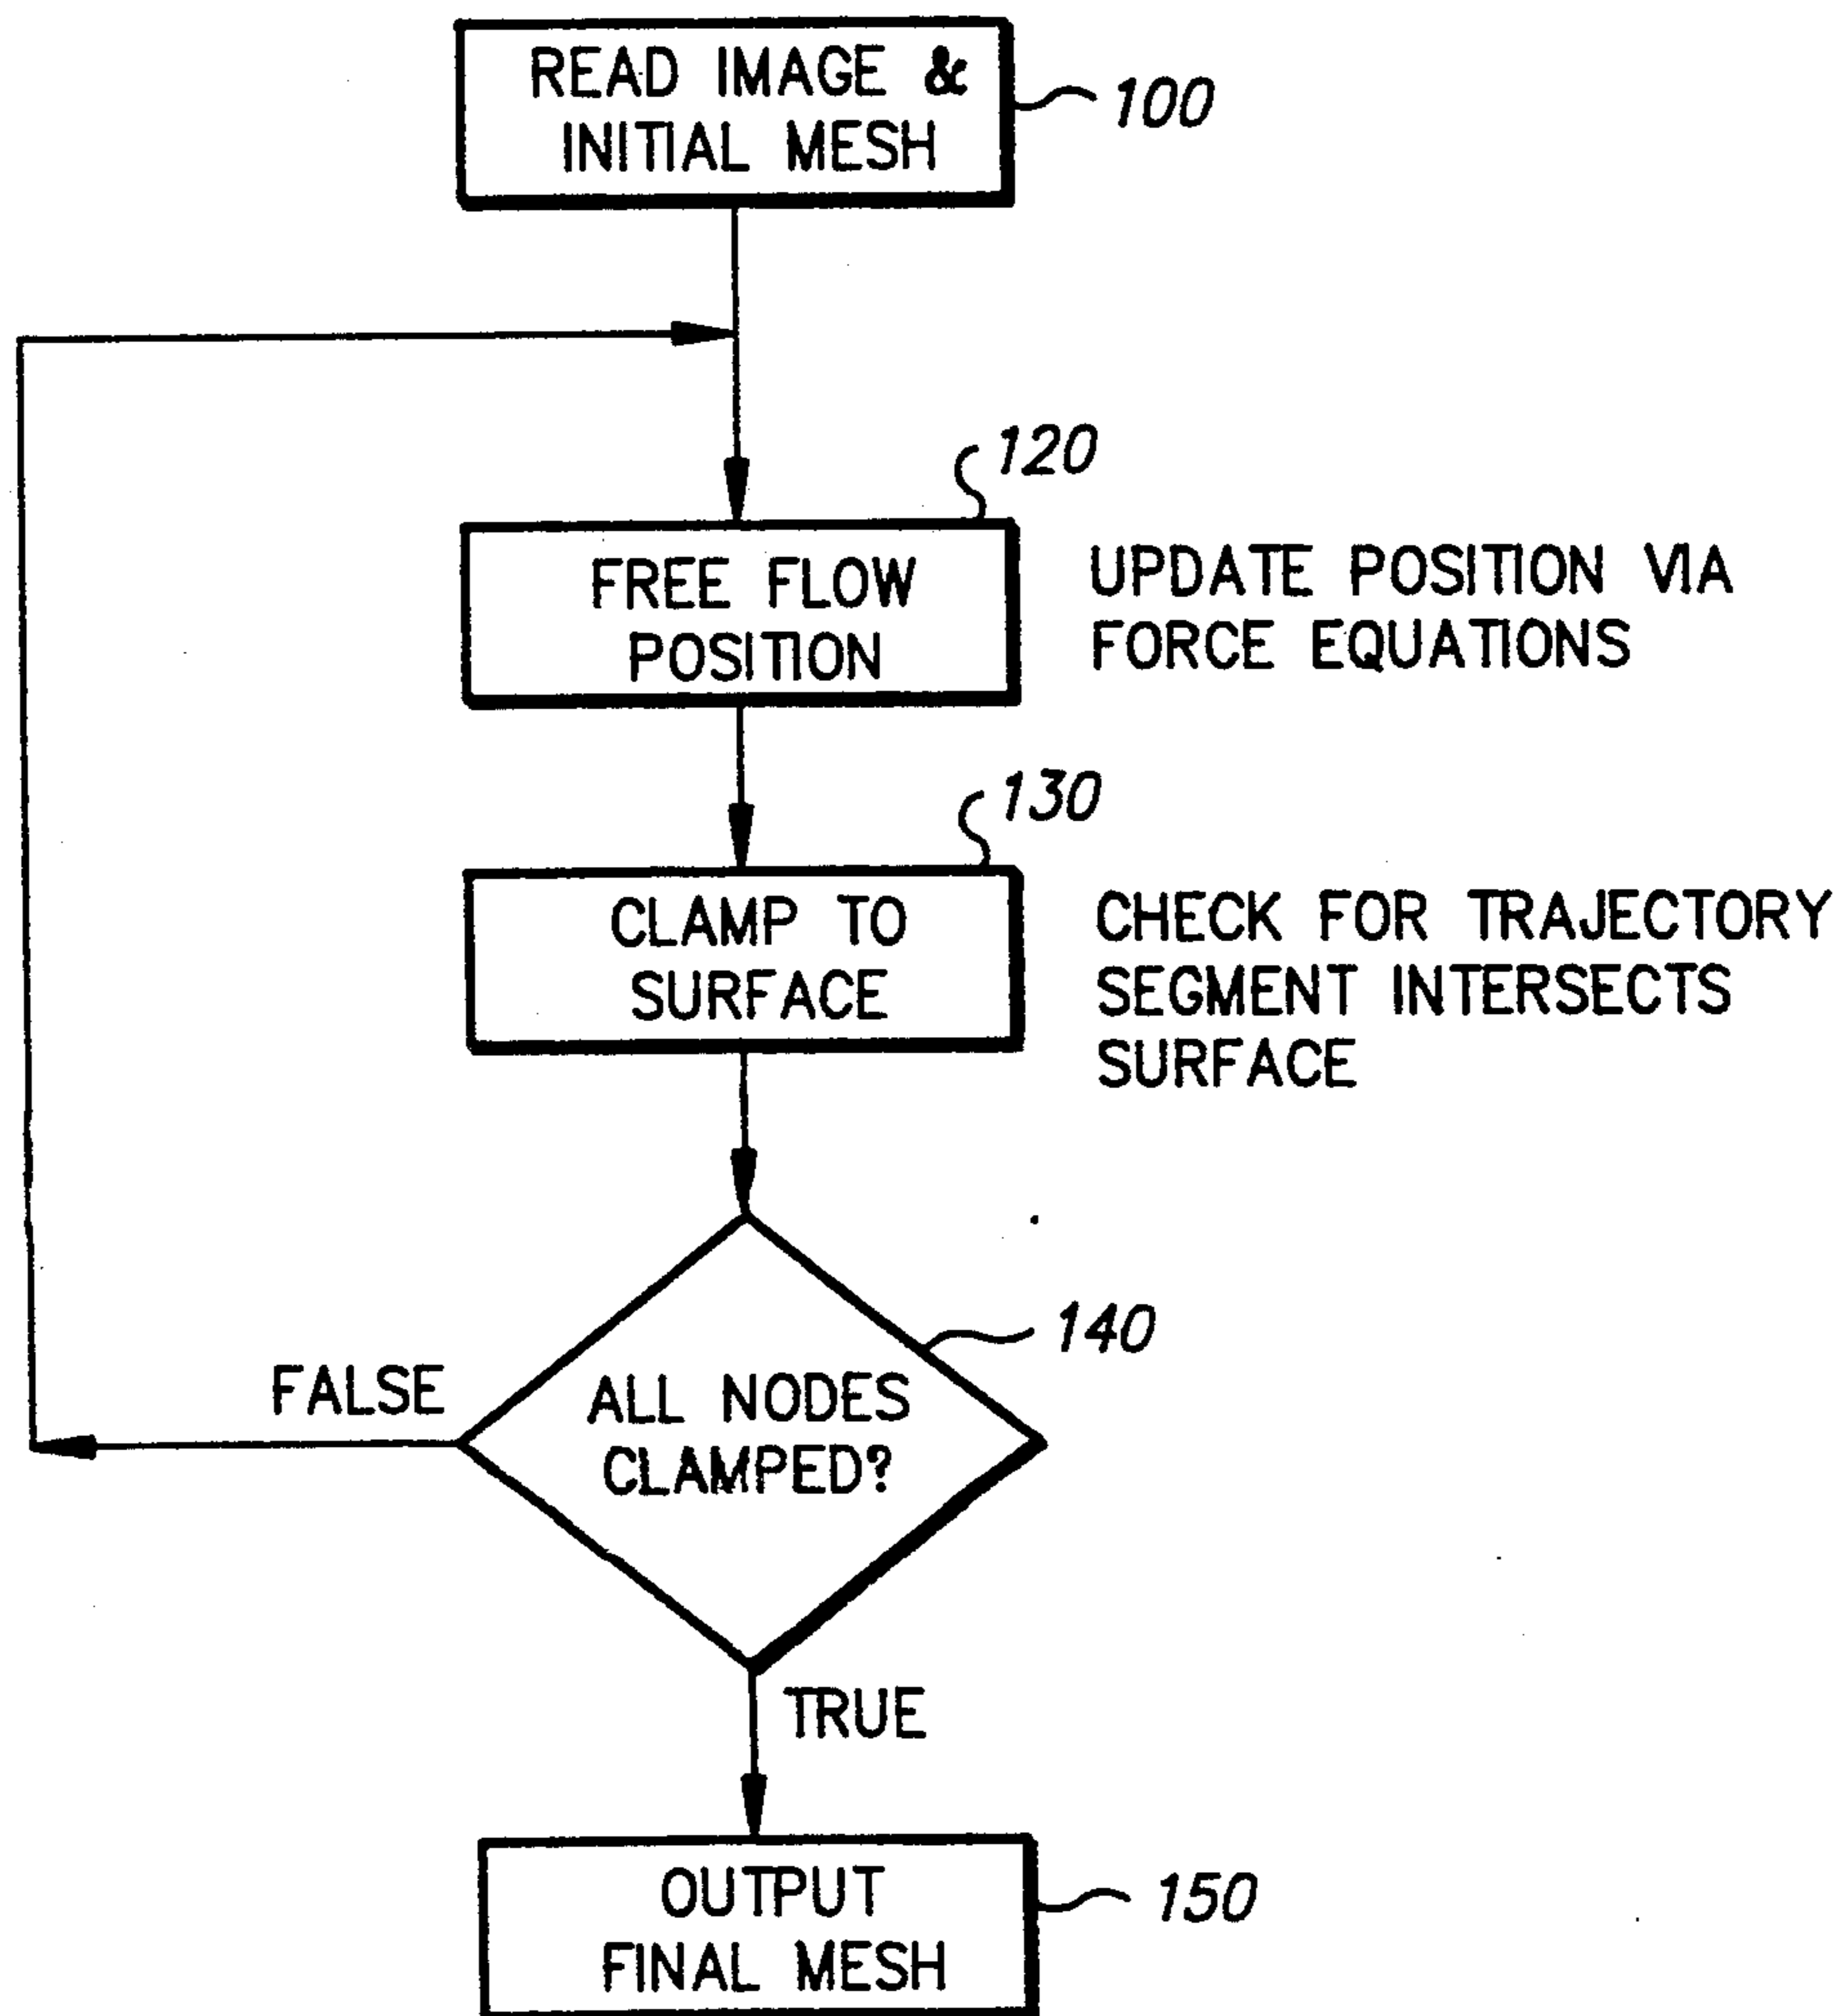 READ IMAGE &
INITIAL MESH
100
120
FREE FLOW
POSITION
UPDATE POSITION VIA
FORCE EQUATIONS
130
CLAMP TO
SURFACE
CHECK FOR TRAJECTORY
SEGMENT INTERSECTS
SURFACE
140
FALSE
ALL NODES
CLAMPED?
TRUE
OUTPUT
FINAL MESH
150